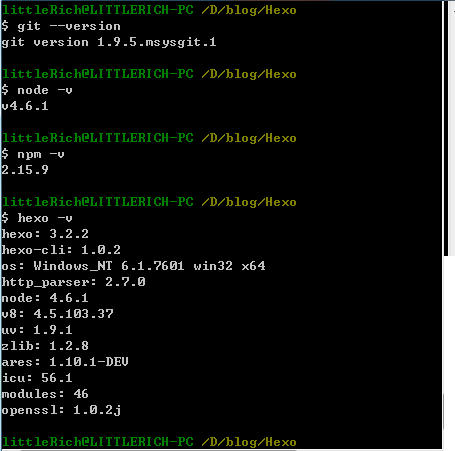 littleRich@LITTLERICH-PC /D/blog/Hexo
$ git --version
git version 1.9.5.msysgit.1
littleRich@LITTLERICH-PC /D/blog/Hexo
$ node -v
v4.6.1
littleRich@LITTLERICH-PC /D/blog/Hexo
$ npm -v
2.15.9
littleRich@LITTLERICH-PC /D/blog/Hexo
$ hexo -v
hexo: 3.2.2
hexo-cli: 1.0.2
os: Windows_NT 6.1.7601 win32 x64
http_parser: 2.7.0
node: 4.6.1
v8: 4.5.103.37
uv: 1.9.1
zlib: 1.2.8
ares: 1.10.1-DEV
icu: 56.1
modules: 46
openssl: 1.0.2j
littleRich@LITTLERICH-PC /D/blog/Hexo